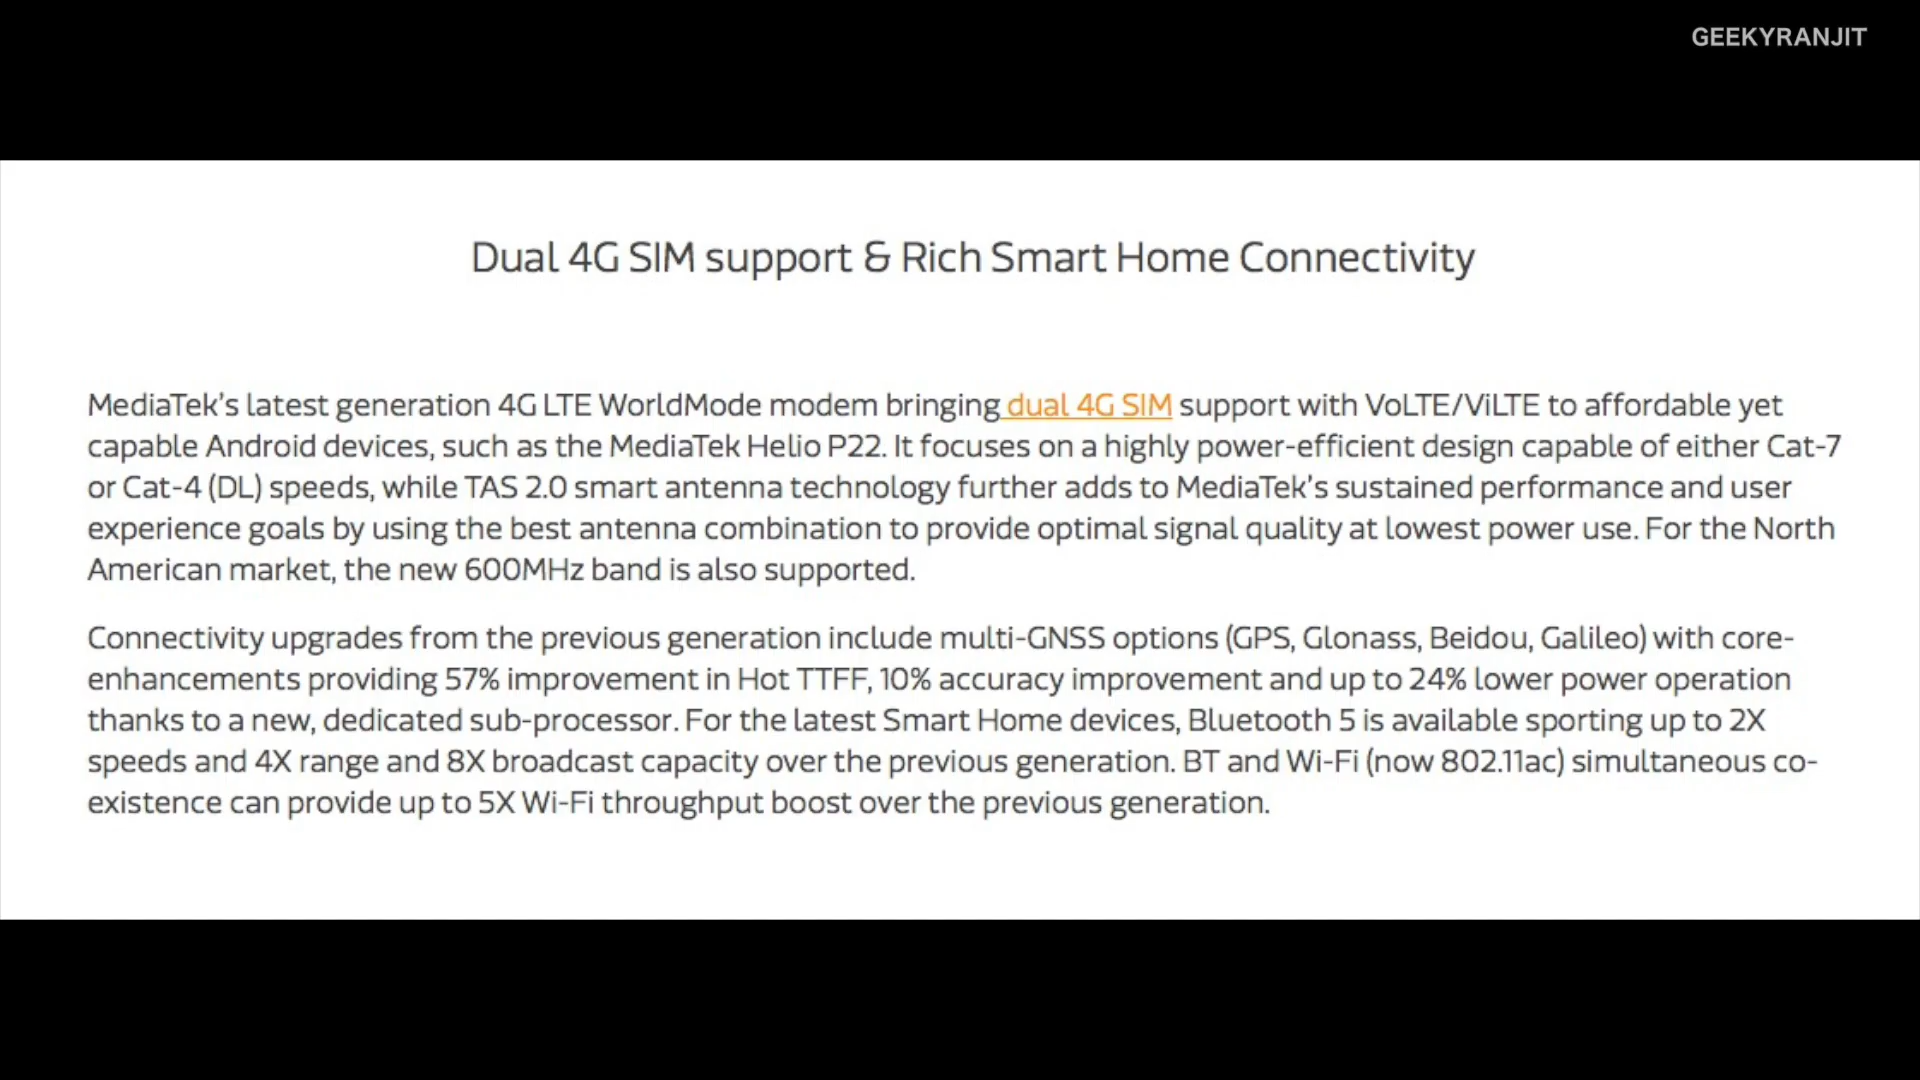 GEEKYRANJIT
Dual 4G SIM support & Rich Smart Home Connectivity
MediaTek's latest generation 4G LTE WorldMode modem bringing dual 4G SIM support with VoLTE/ViLTE to affordable yet
capable Android devices, such as the MediaTek Helio P22. It focuses on a highly power-efficient design capable of either Cat-7
or Cat-4 (DL) speeds, while TAS 2.0 smart antenna technology further adds to MediaTek's sustained performance and user
experience goals by using the best antenna combination to provide optimal signal quality at lowest power use. For the North
American market, the new 600MHz band is also supported.
Connectivity upgrades from the previous generation include multi-GNSS options (GPS, Glonass, Beidou, Galileo) with core-
enhancements providing 57% improvement in Hot TTFF, 10% accuracy improvement and up to 24% lower power operation
thanks to a new, dedicated sub-processor. For the latest Smart Home devices, Bluetooth 5 is available sporting up to 2X
speeds and 4X range and 8X broadcast capacity over the previous generation. BT and Wi-Fi (now 802.11ac) simultaneous co-
existence can provide up to 5X Wi-Fi throughput boost over the previous generation.